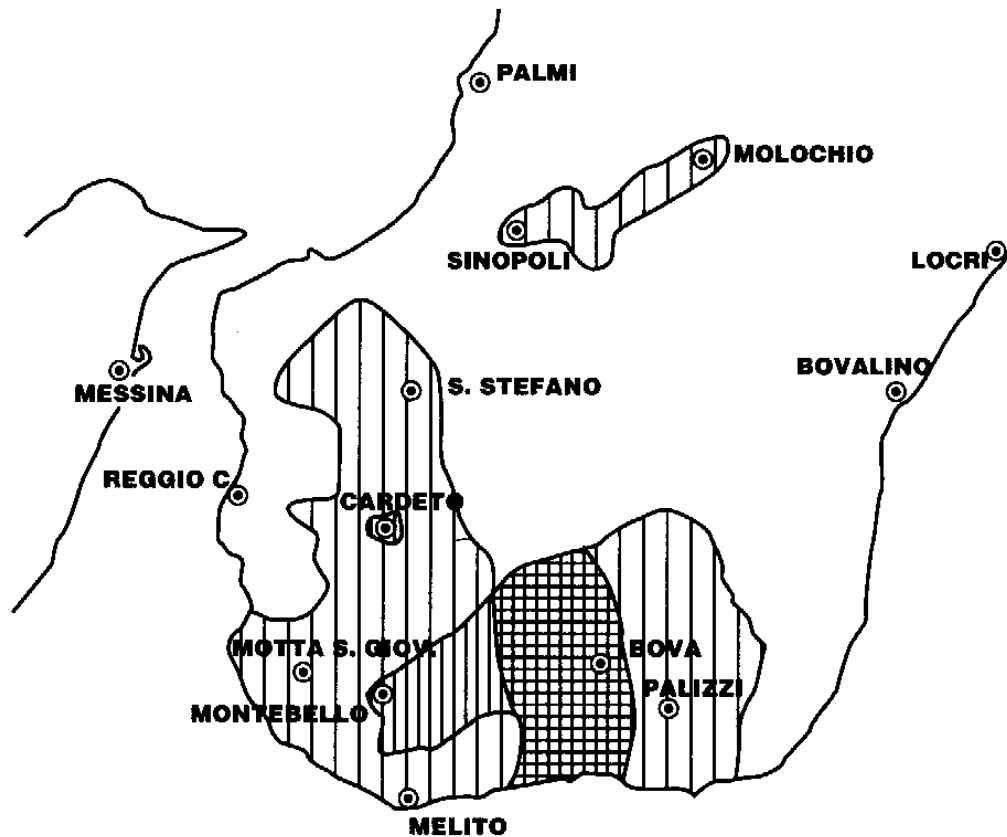 PALMI
MOLOCHIO
SINOPOLI
LOCRI
MESSINA
S. STEFANO
BOVALINO
REGGIO C.
CARDETO
MOTTA S. GIOV.
BOVA
PALIZZI
MONTEBELLO
MELITO